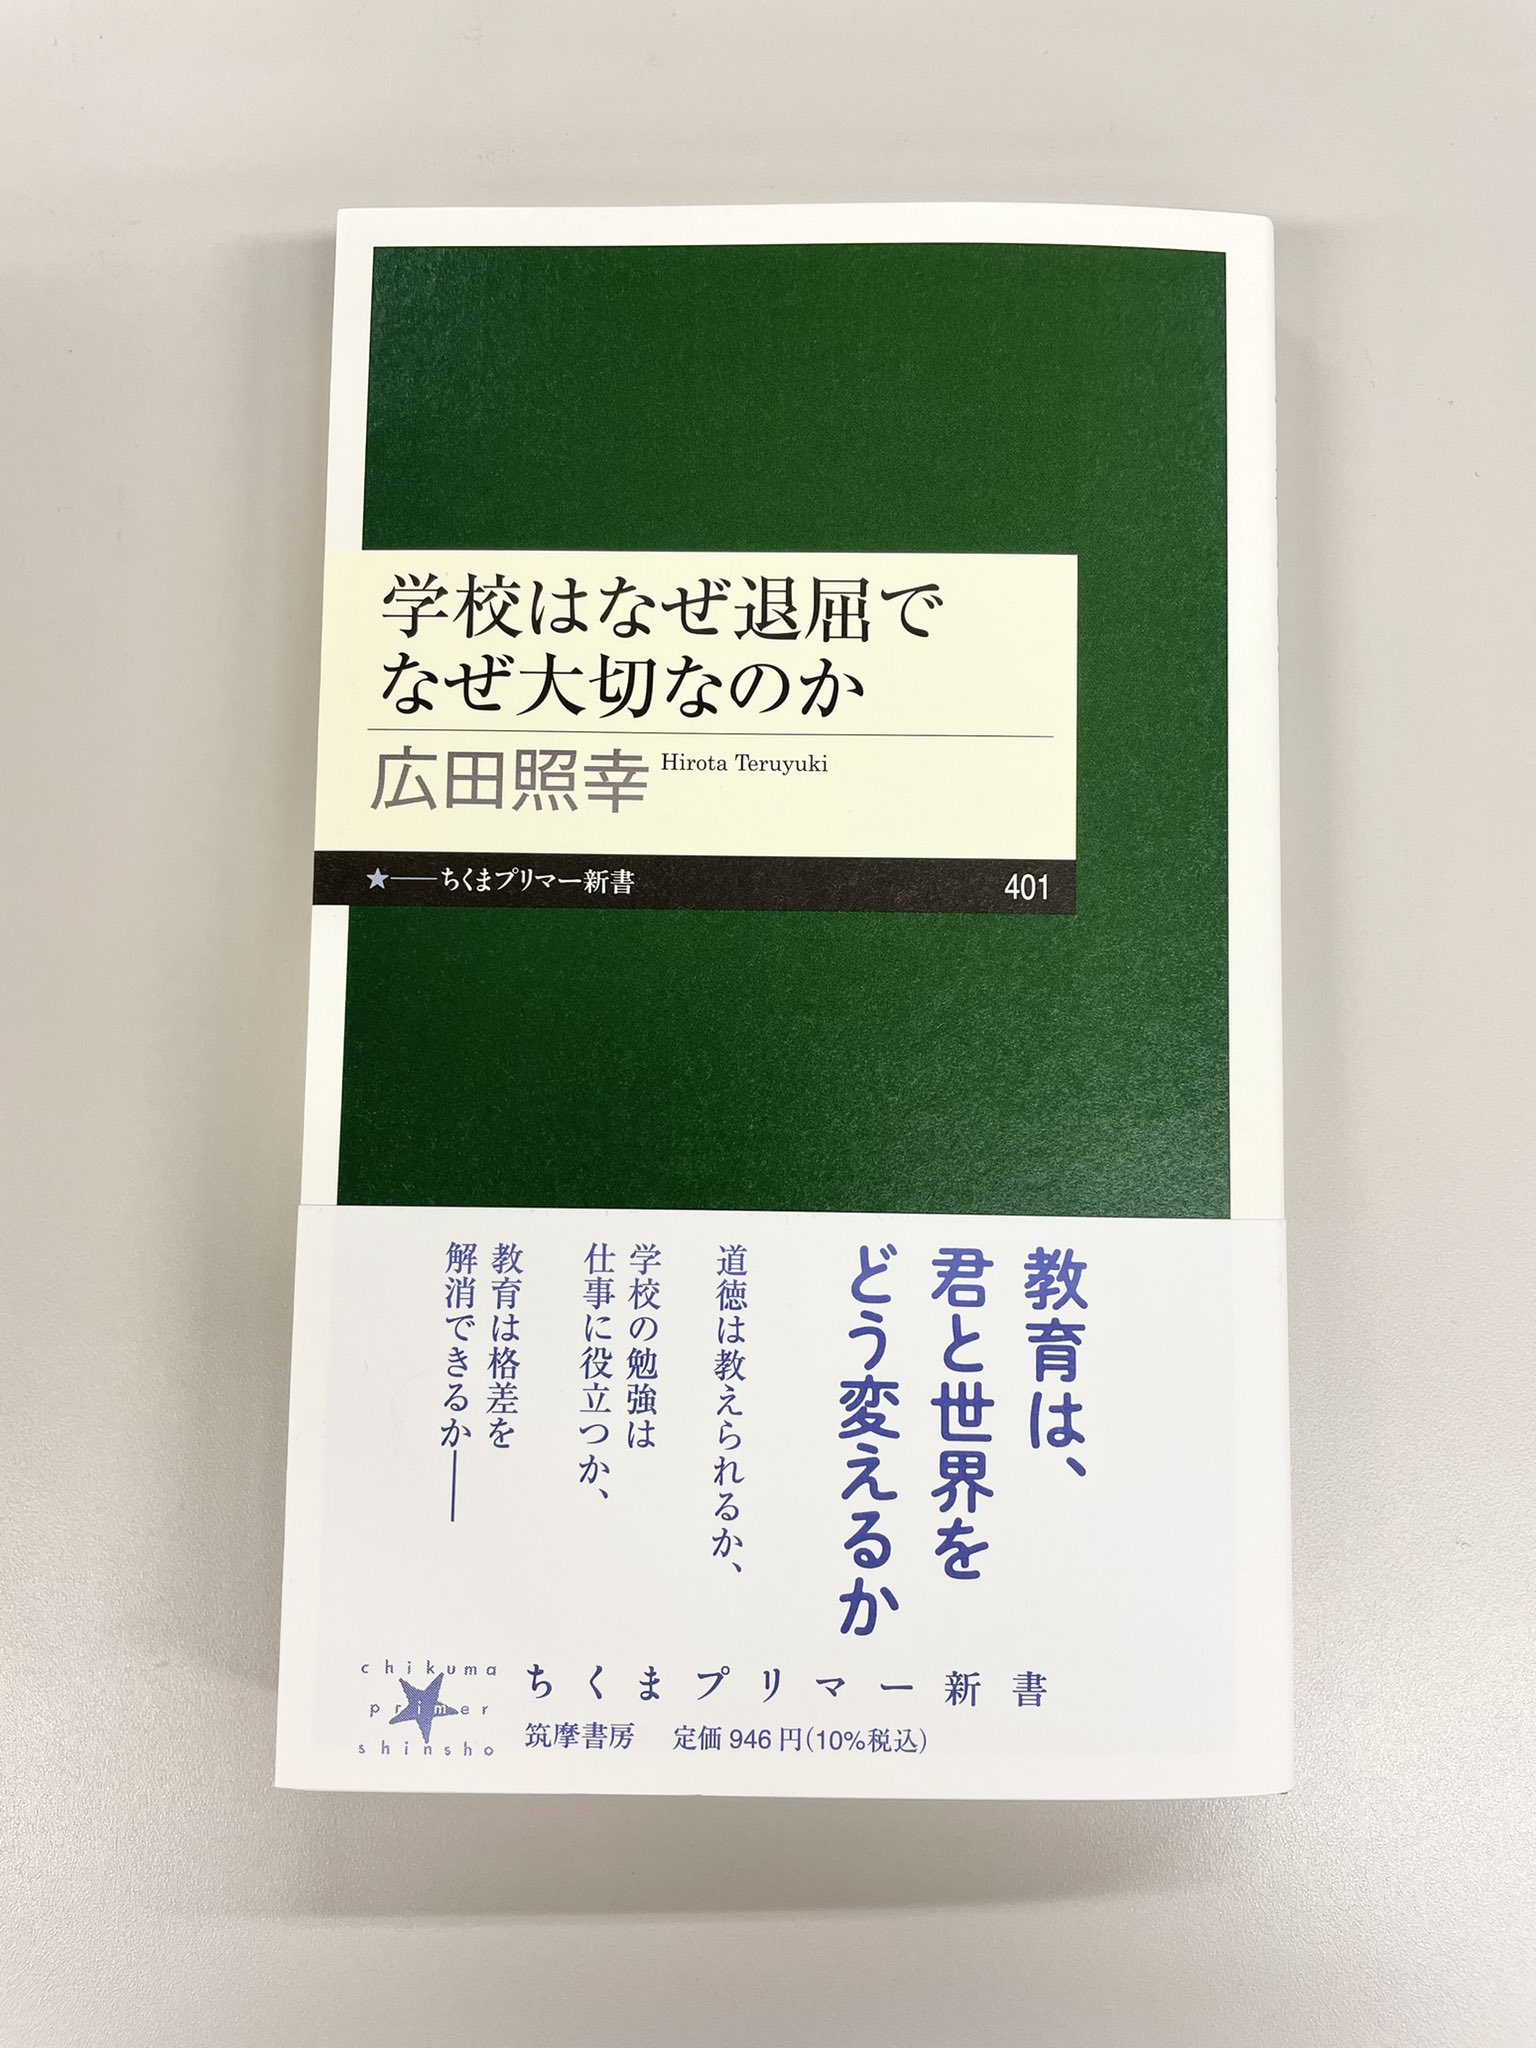 学校はなぜ退屈で
なぜ大切なのか
広田照幸 Hirota Teruyuki
★──ちくまプリマー新書 401
教育は、
君と世界を
どう変えるか
道徳は教えられるか、
学校の勉強は
仕事に役立つか、
教育は格差を
解消できるか──
chikuma
primer
shinsho
ちくまプリマー新書
筑摩書房 定価946円(10%税込)